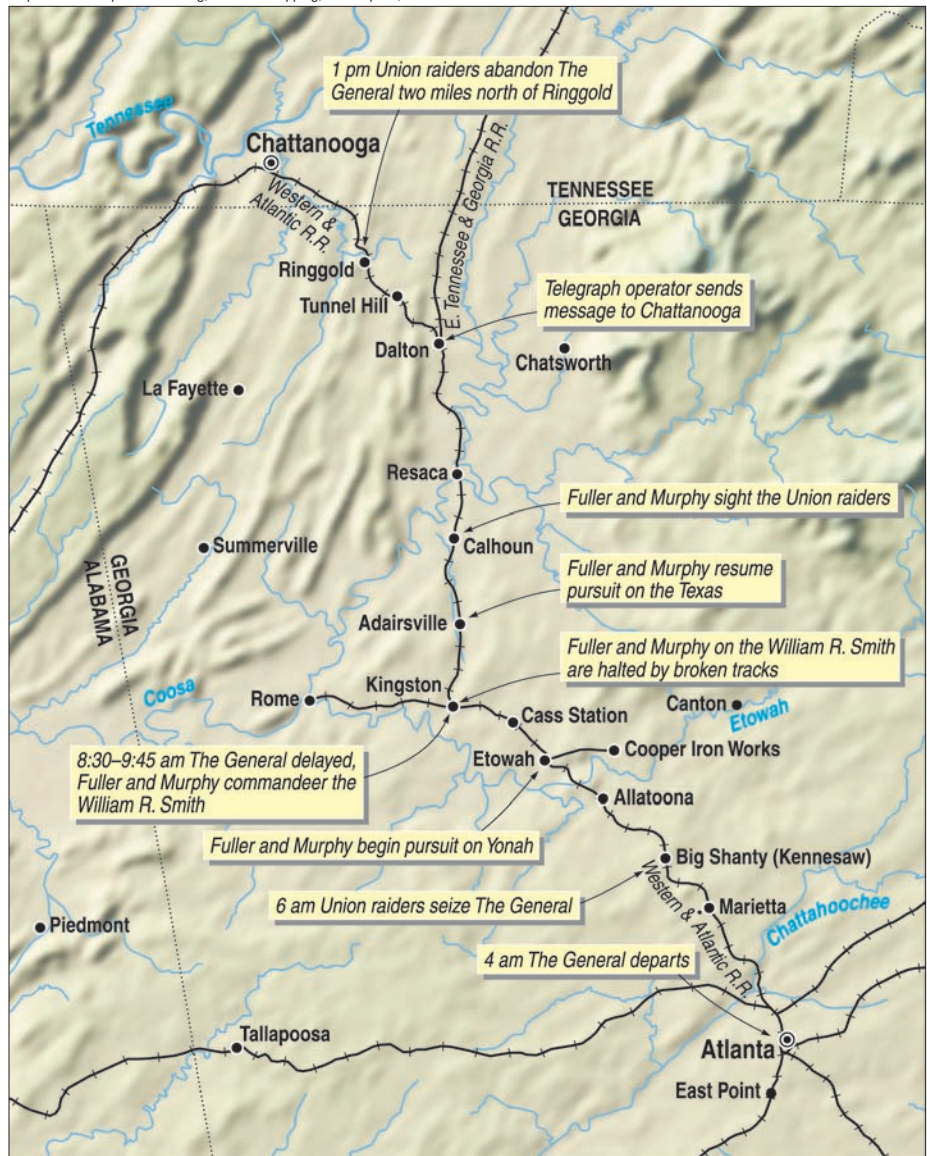 1 pm Union raiders abandon The
General two miles north of Ringgold
Tennessee
Chattanooga
Western &
Atlantic R.R.
E. Tennessee & Georgia R.R.
TENNESSEE
GEORGIA
Ringgold
Tunnel Hill
Telegraph operator sends
message to Chattanooga
Dalton
Chatsworth
La Fayette
Resaca
Fuller and Murphy sight the Union raiders
Summerville
Calhoun
GEORGIA
ALABAMA
Fuller and Murphy resume
pursuit on the Texas
Adairsville
Fuller and Murphy on the William R. Smith
are halted by broken tracks
Coosa
Rome
Kingston
Canton
Etowah
Cass Station
8:30–9:45 am The General delayed,
Fuller and Murphy commandeer the
William R. Smith
Etowah
Cooper Iron Works
Allatoona
Fuller and Murphy begin pursuit on Yonah
Big Shanty (Kennesaw)
6 am Union raiders seize The General
Western & Atlantic R.R.
Marietta
Chattahoochee
Piedmont
4 am The General departs
Tallapoosa
Atlanta
East Point